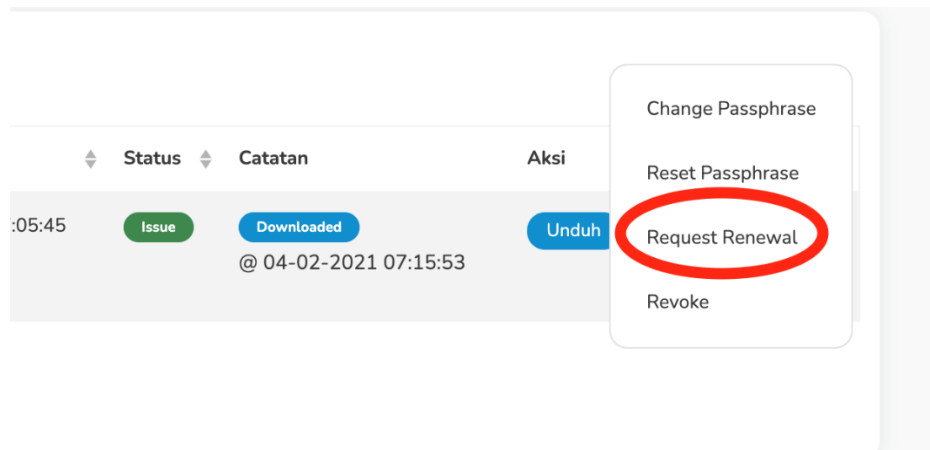 Change Passphrase
Status Catatan Aksi
Reset Passphrase
:05:45 Issue Downloaded Unduh Request Renewal
@ 04-02-2021 07:15:53
Revoke